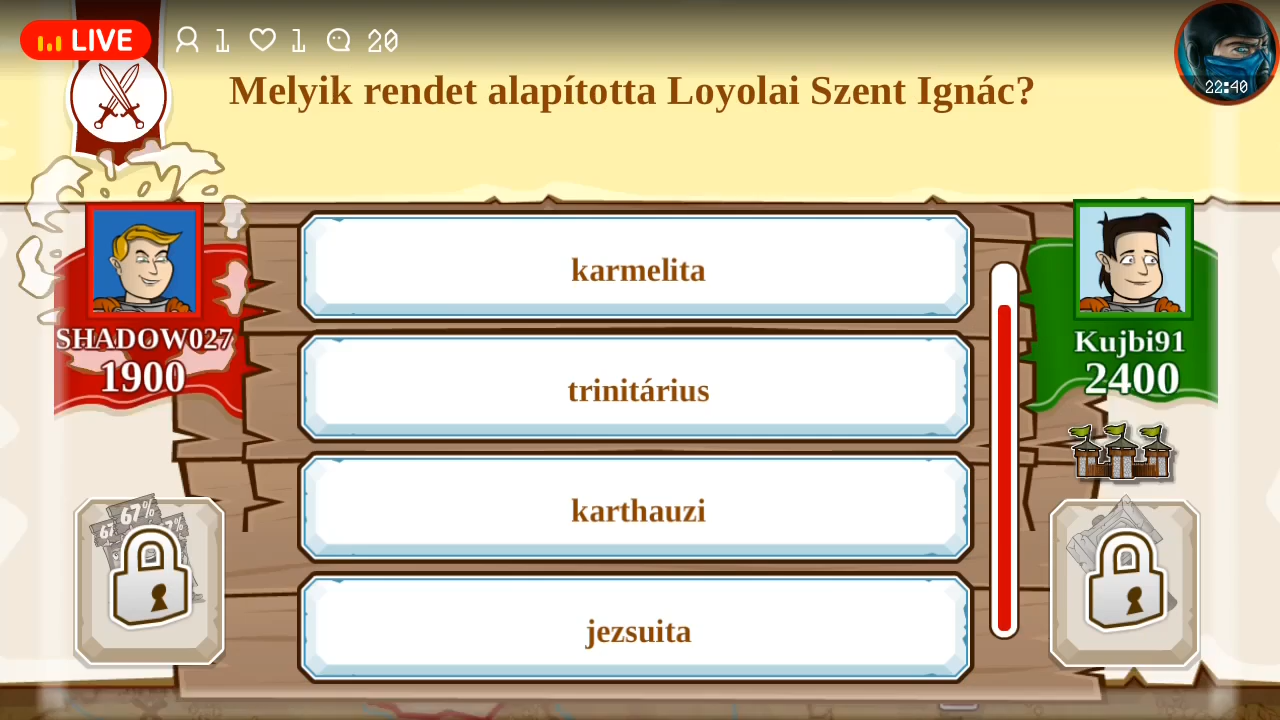 LIVE 1 1 20
22:40
Melyik rendet alapította Loyolai Szent Ignác?
karmelita
trinitárius
karthauzi
jezsuita
SHADOW027
1900
Kujbi91
2400
67%